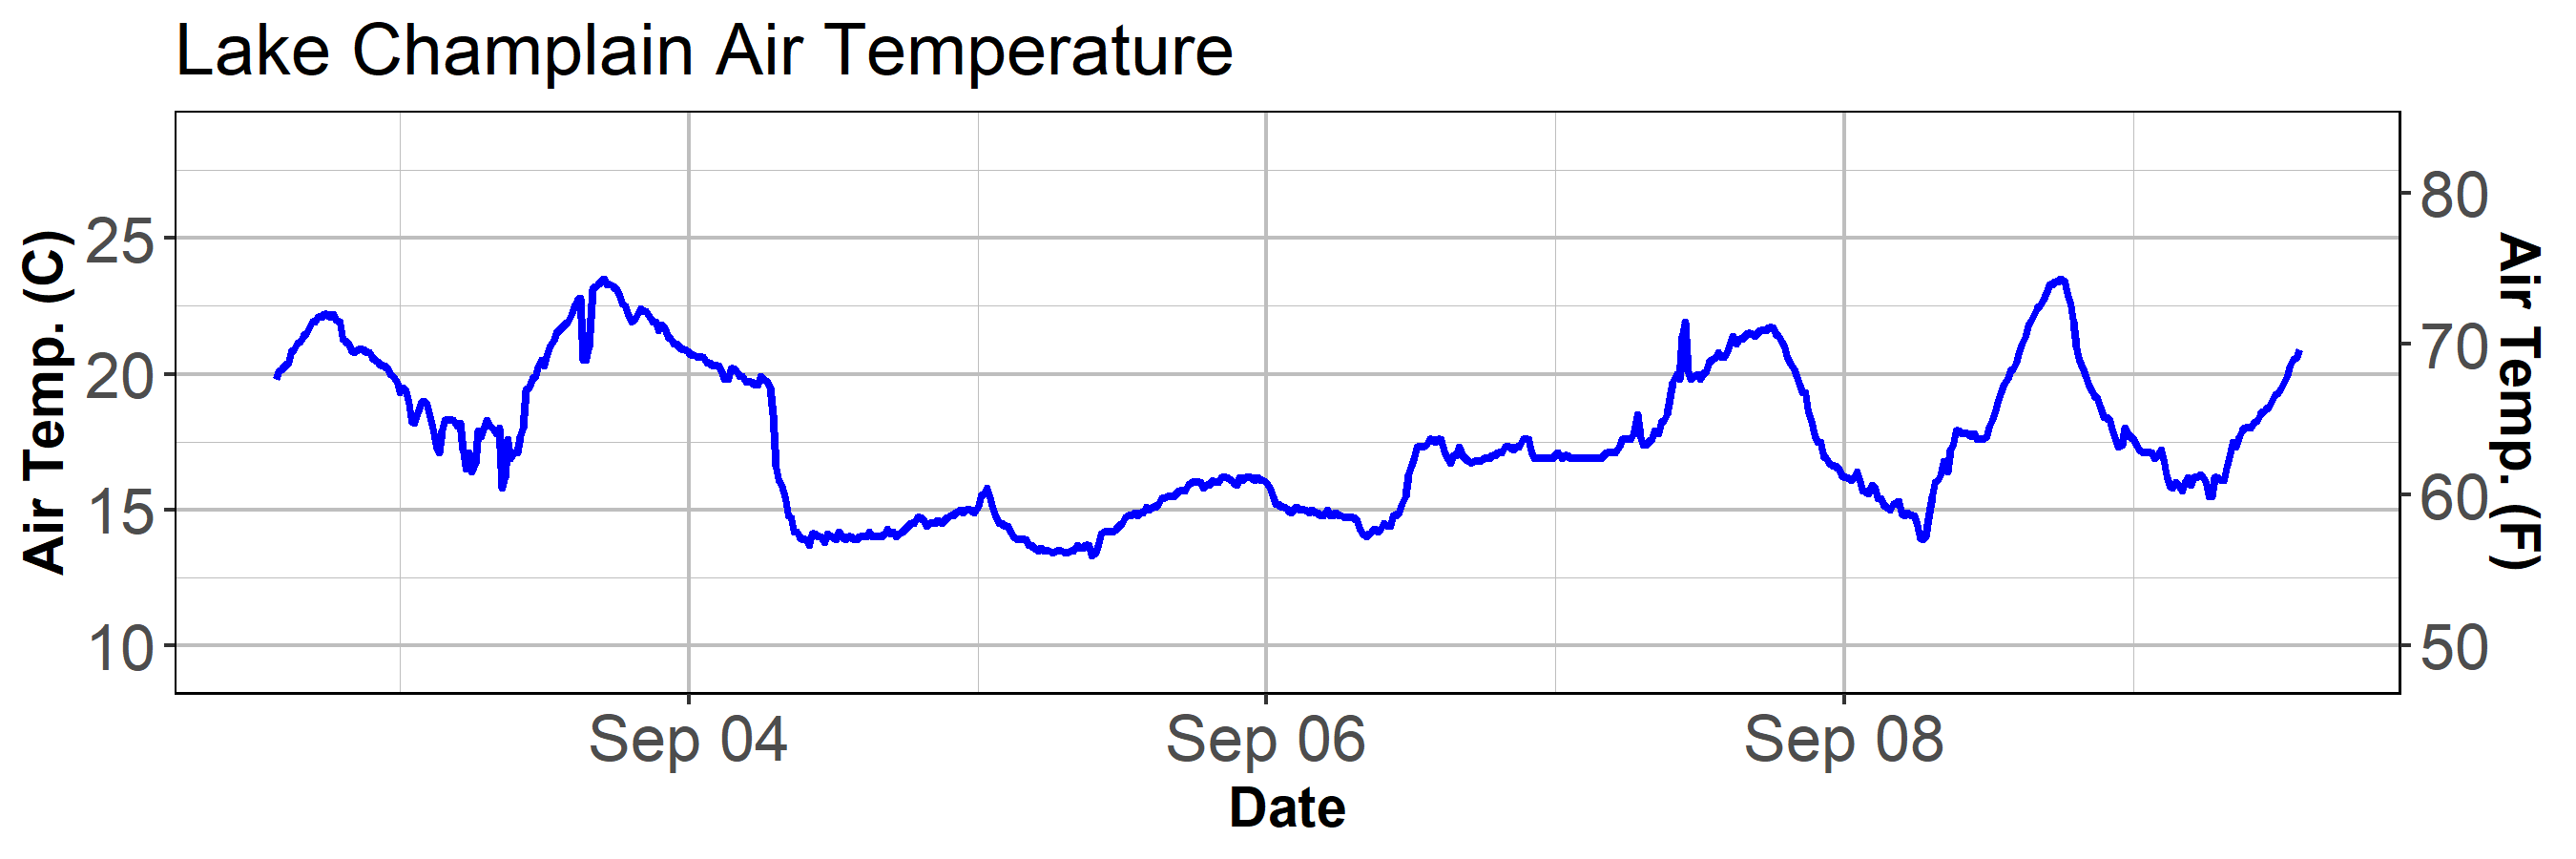 Lake Champlain Air Temperature
Air Temp. (C)
25
20
15
10
80
70
60
50
Air Temp. (F)
Sep 04
Sep 06
Sep 08
Date